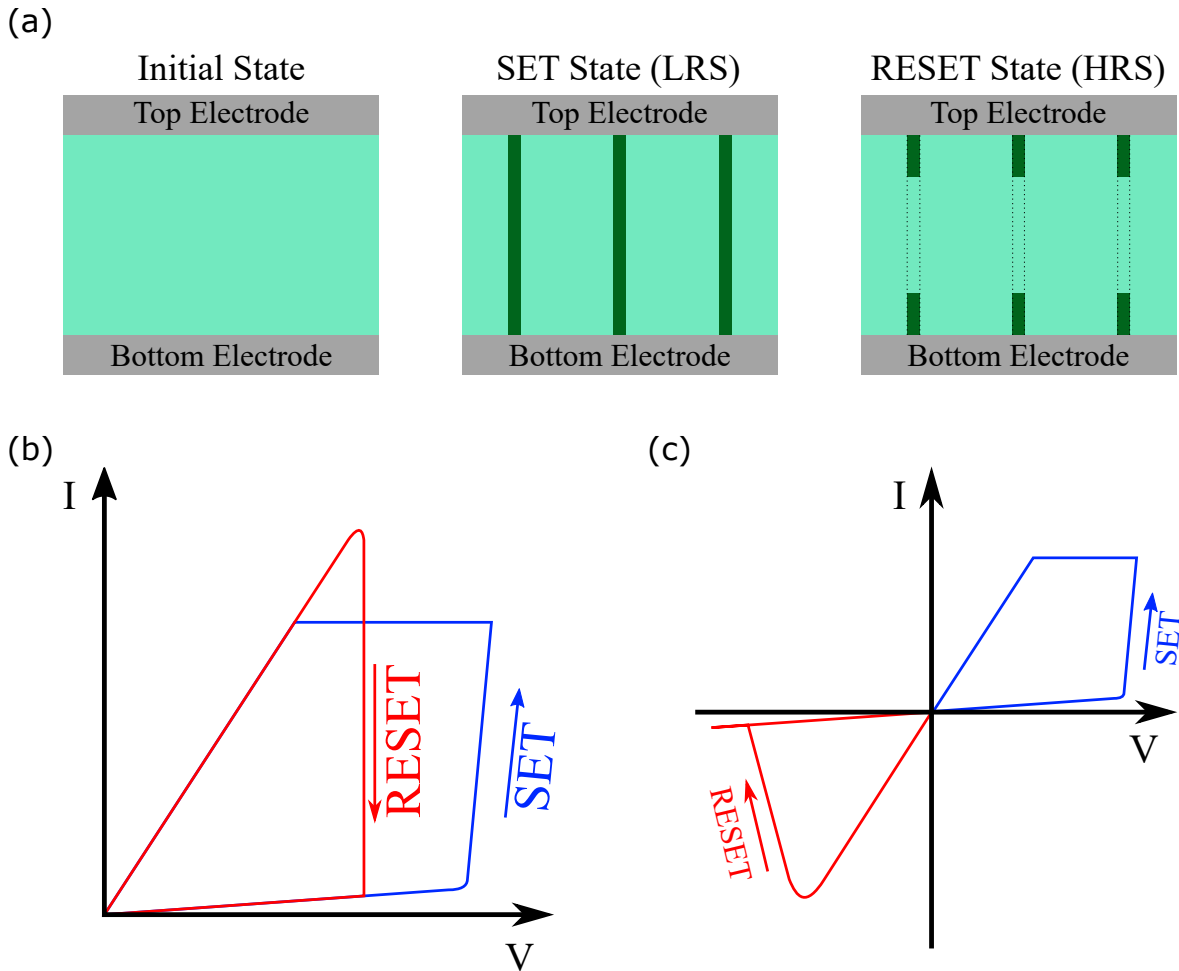 (a)
Initial State
SET State (LRS)
RESET State (HRS)
Top Electrode
Top Electrode
Top Electrode
Bottom Electrode
Bottom Electrode
Bottom Electrode
(b)
(c)
I
RESET
SET
V
I
SET
V
RESET